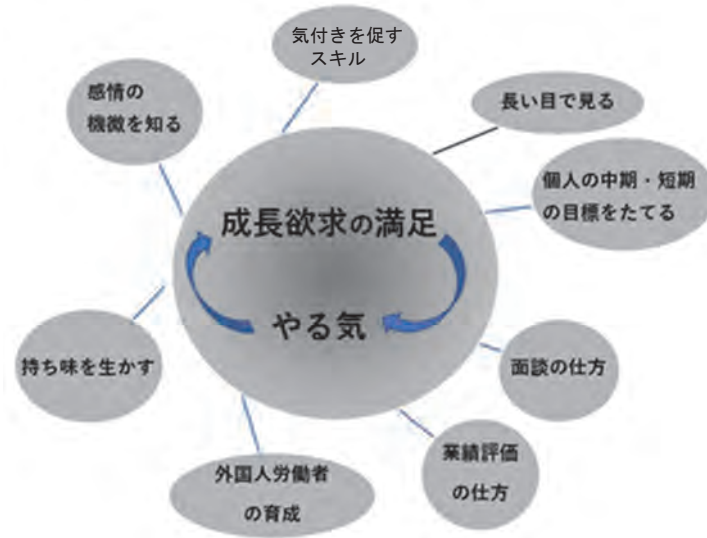 気付きを促す
スキル
感情の
機微を知る
長い目で見る
個人の中期・短期
の目標をたてる
成長欲求の満足
やる気
持ち味を生かす
面談の仕方
業績評価
の仕方
外国人労働者
の育成